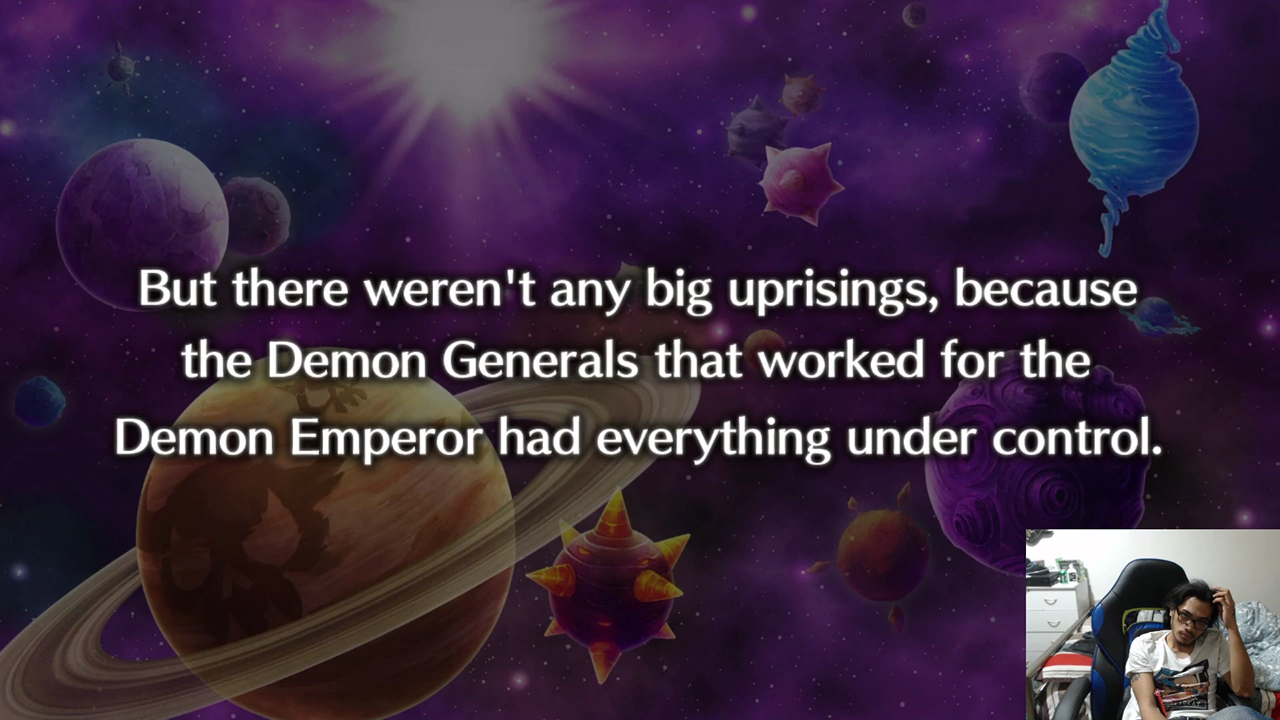 But there weren't any big uprisings, because
the Demon Generals that worked for the
Demon Emperor had everything under control.